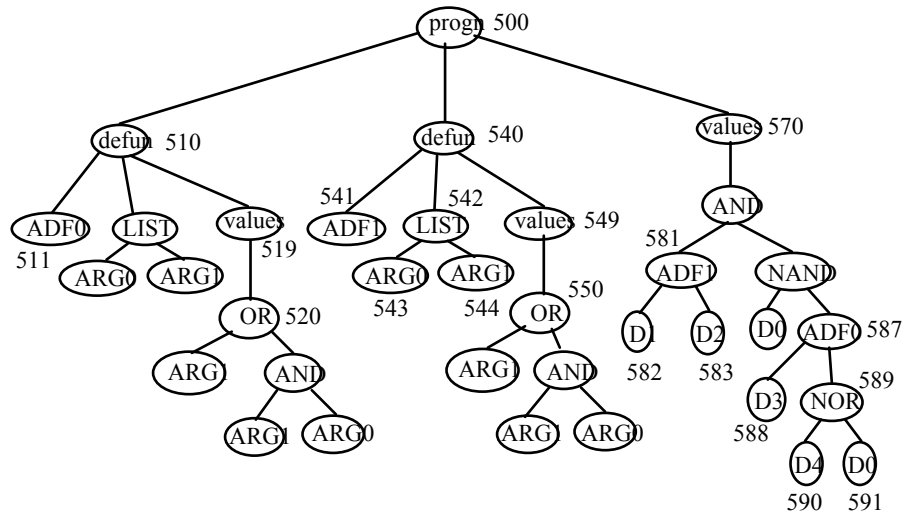 progn 500
defun 510
defun 540
values 570
541
542
ADF0
LIST
values
ADF1
LIST
values 549
AND
511
519
581
ARG0
ARG1
ARG0
ARG1
ADF1
NAND
543
544
550
OR 520
OR
D1
D2
D0
ADF0 587
582
583
ARG1
AND
ARG1
AND
589
D3
NOR
588
ARG1
ARG0
ARG1
ARG0
D4
D0
590
591